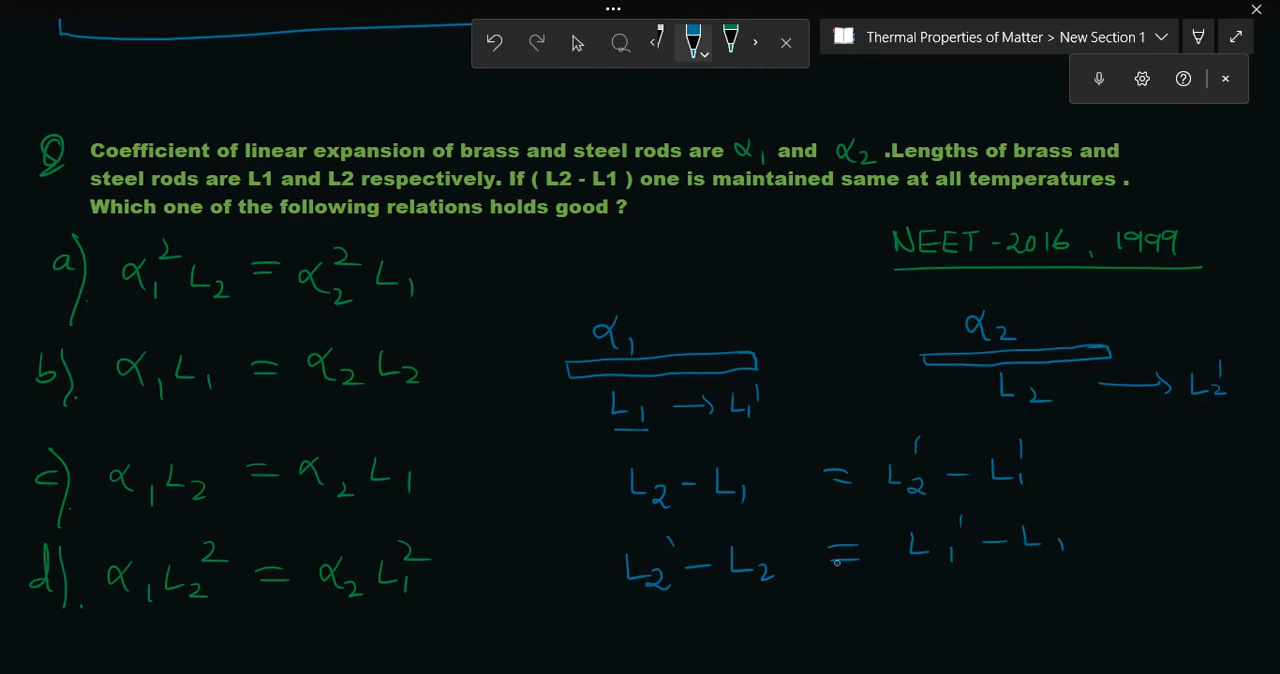 Thermal Properties of Matter > New Section 1
Q Coefficient of linear expansion of brass and steel rods are α₁ and α₂ .Lengths of brass and
steel rods are L1 and L2 respectively. If ( L2 - L1 ) one is maintained same at all temperatures .
Which one of the following relations holds good ?
NEET - 2016 , 1999
a) α₁² L₂ = α₂² L₁
b). α₁ L₁ = α₂ L₂
c) α₁ L₂ = α₂ L₁
d). α₁ L₂² = α₂ L₁²
α₁
L₁ → L₁'
α₂
L₂ → L₂'
L₂ - L₁ = L₂' - L₁'
L₂' - L₂ = L₁' - L₁